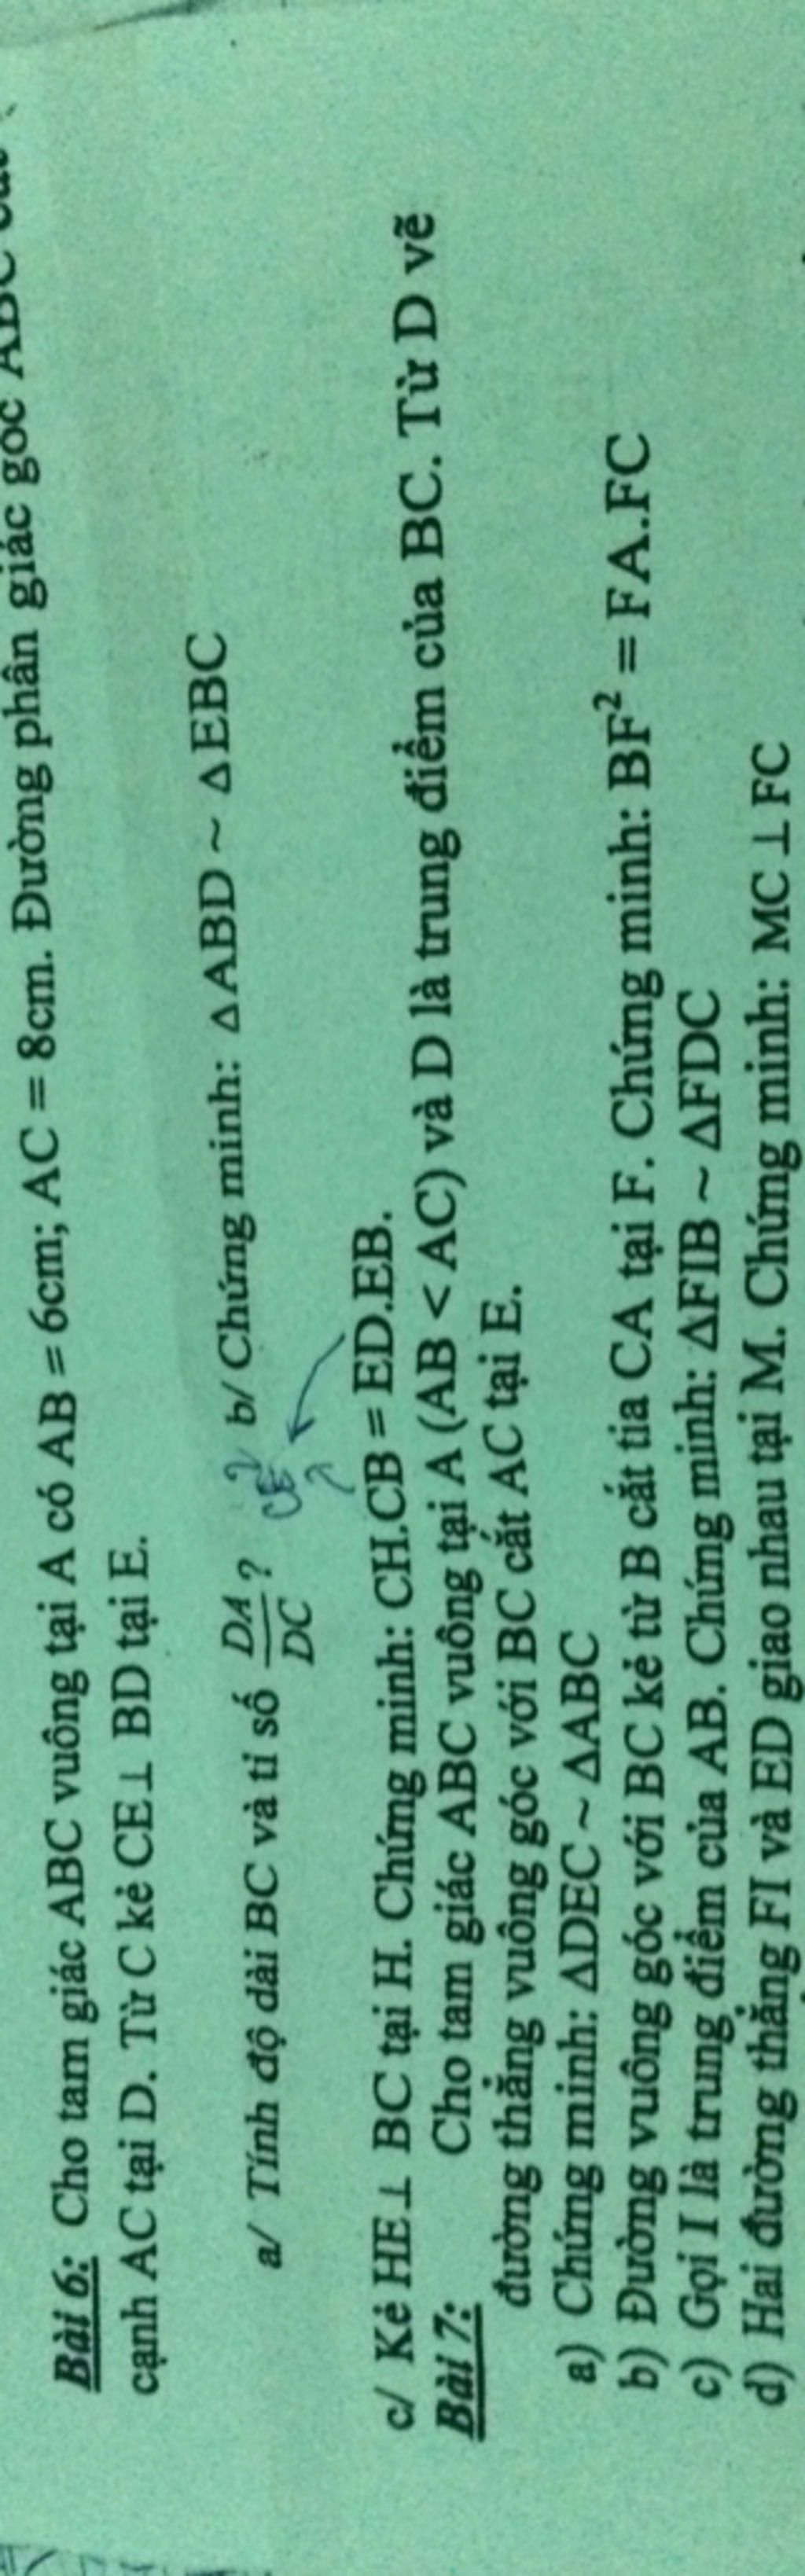 Bài 6: Cho tam giác ABC vuông tại A có AB = 6cm; AC = 8cm. Đường phân giác góc ABC
cạnh AC tại D. Từ C kẻ CE ⊥ BD tại E.
a/ Tính độ dài BC và tỉ số DA/DC ? b/ Chứng minh: ΔABD ~ ΔEBC
CE²
c/ Kẻ HE ⊥ BC tại H. Chứng minh: CH.CB = ED.EB.
Bài 7: Cho tam giác ABC vuông tại A (AB < AC) và D là trung điểm của BC. Từ D vẽ
đường thẳng vuông góc với BC cắt AC tại E.
a) Chứng minh: ΔDEC ~ ΔABC
b) Đường vuông góc với BC kẻ từ B cắt tia CA tại F. Chứng minh: BF² = FA.FC
c) Gọi I là trung điểm của AB. Chứng minh: ΔFIB ~ ΔFDC
d) Hai đường thẳng FI và ED giao nhau tại M. Chứng minh: MC ⊥ FC